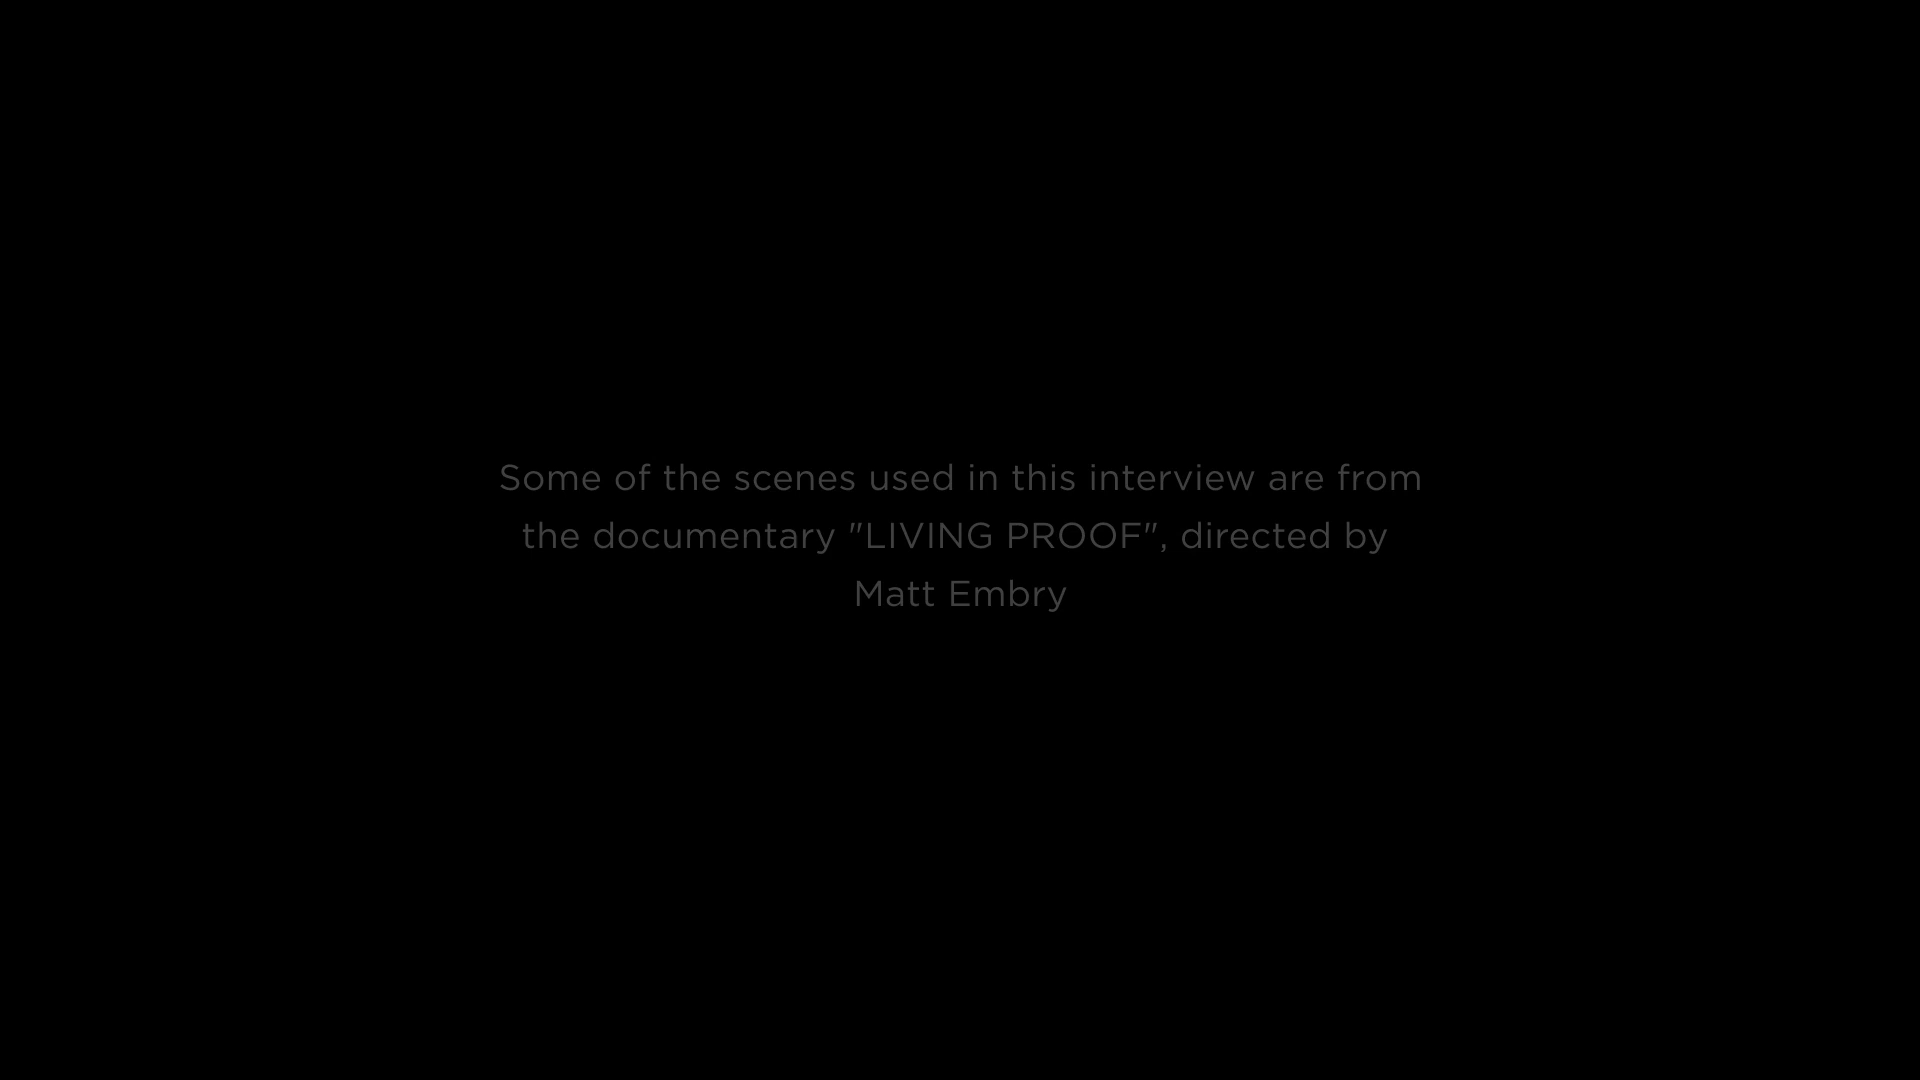 Some of the scenes used in this interview are from
the documentary "LIVING PROOF", directed by
Matt Embry